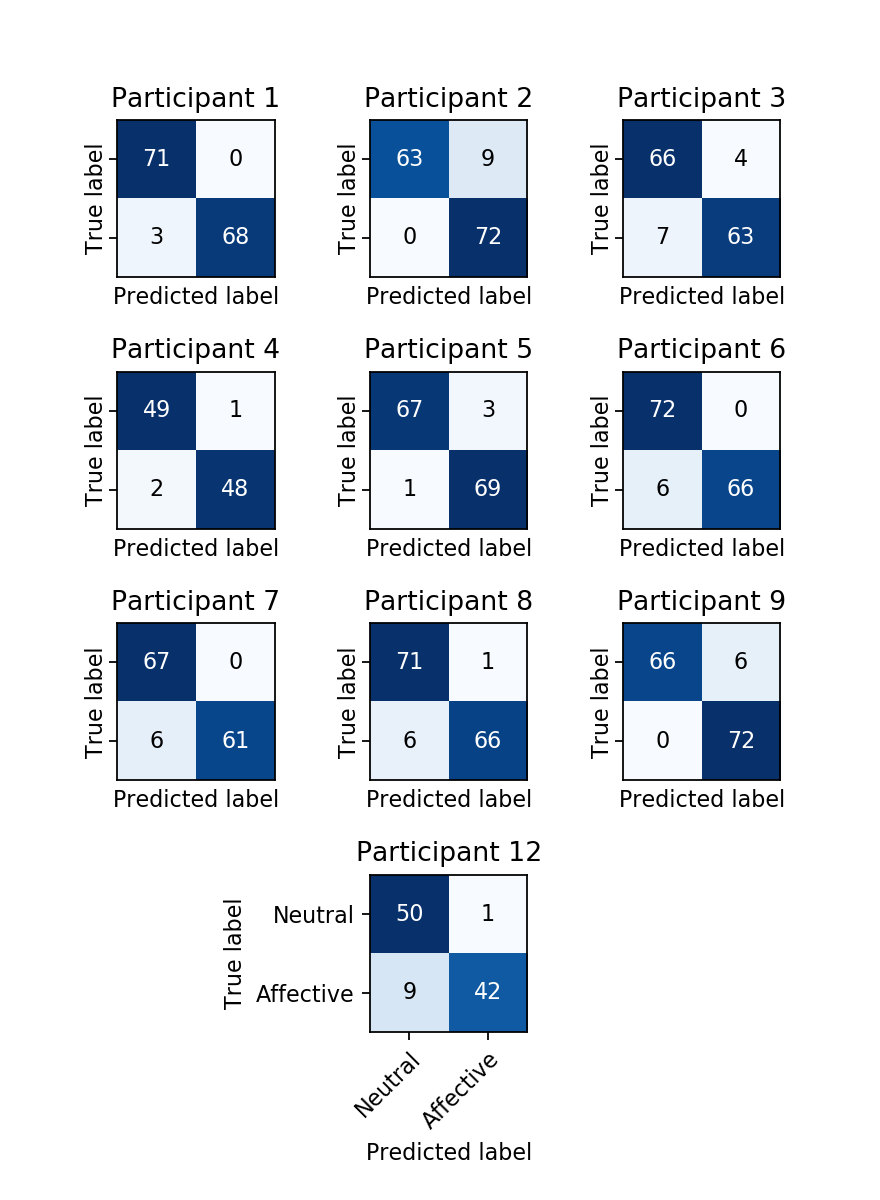 Participant 1 Participant 2 Participant 3
True label 71 0 True label 63 9 True label 66 4
3 68 0 72 7 63
Predicted label Predicted label Predicted label
Participant 4 Participant 5 Participant 6
True label 49 1 True label 67 3 True label 72 0
2 48 1 69 6 66
Predicted label Predicted label Predicted label
Participant 7 Participant 8 Participant 9
True label 67 0 True label 71 1 True label 66 6
6 61 6 66 0 72
Predicted label Predicted label Predicted label
Participant 12
True label
Neutral 50 1
Affective 9 42
Neutral Affective
Predicted label